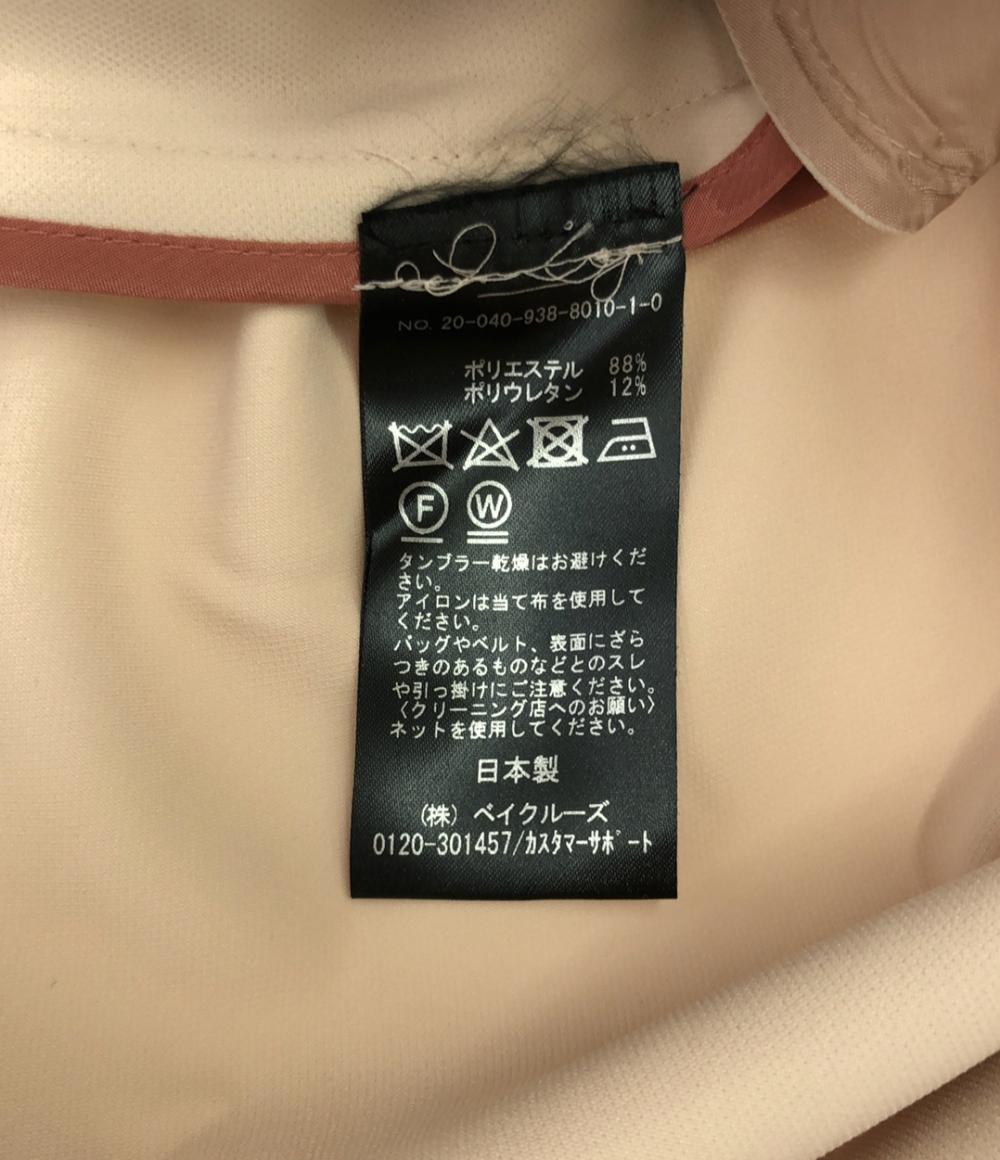 NO. 20-040-938-8010-1-0
ポリエステル 88%
ポリウレタン 12%
F W
タンブラー乾燥はお避けくだ
さい。
アイロンは当て布を使用して
ください。
バッグやベルト、表面にざら
つきのあるものなどとのスレ
や引っ掛けにご注意ください。
〈クリーニング店へのお願い〉
ネットを使用してください。
日本製
(株) ベイクルーズ
0120-301457/カスタマーサポート